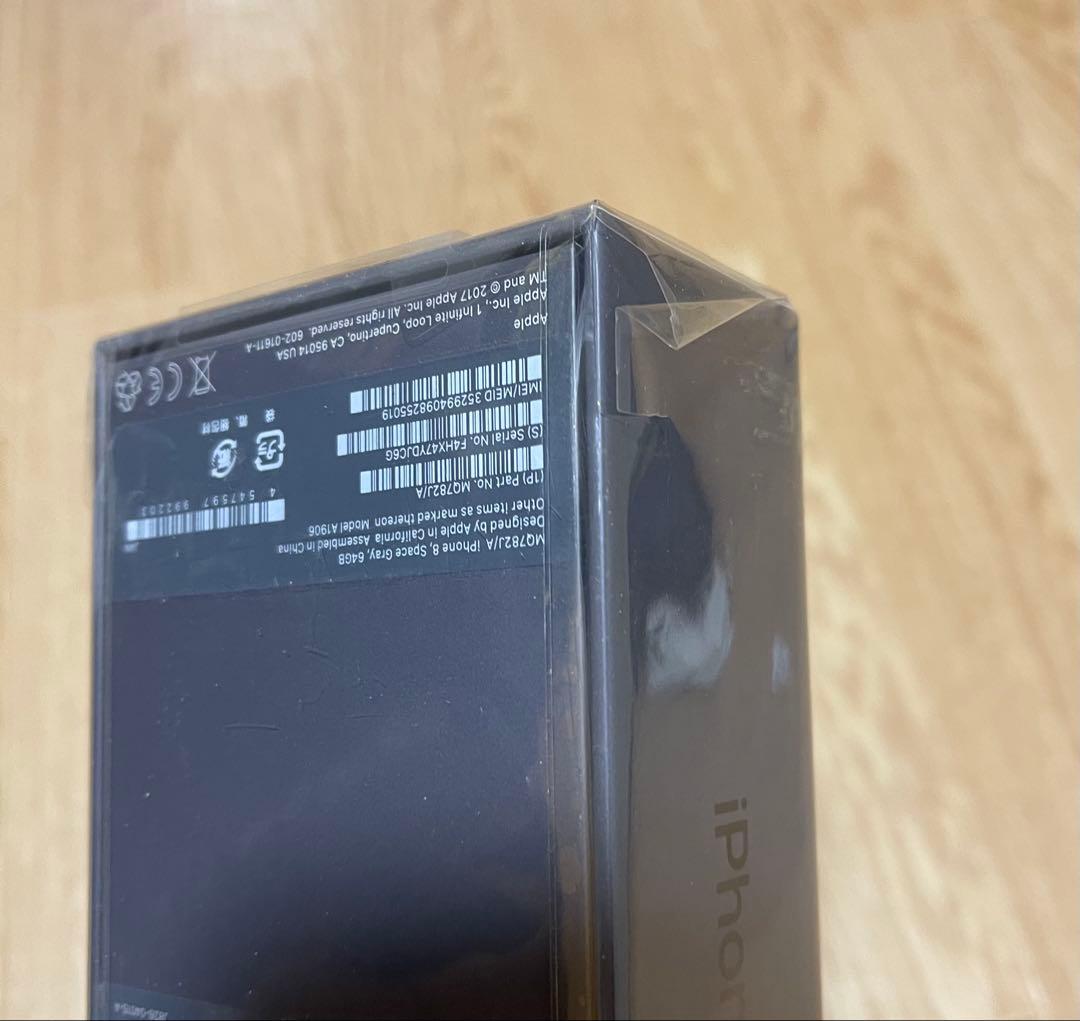 MQ782J/A iPhone 8, Space Gray, 64GB
Designed by Apple in California Assembled in China
Other items as marked thereon Model A1906
(1P) Part No. MQ782J/A
(S) Serial No. F4HX47YDJC6G
IMEI/MEID 352994098255019
4 547597 992203
Apple
Apple Inc., 1 Infinite Loop, Cupertino, CA 95014 USA
TM and © 2017 Apple Inc. All rights reserved. 602-01611-A
iPhon